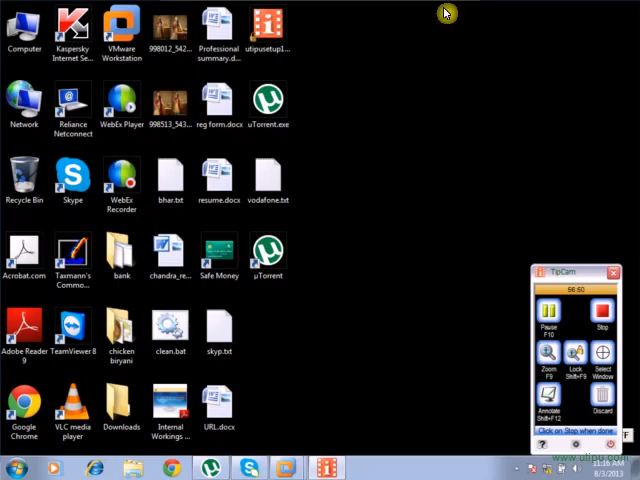 Computer
Kaspersky
Internet Se...
VMware
Workstation
998012_542...
Professional
summary.d...
utipusetup1...
Network
Reliance
Netconnect
WebEx Player
998513_543...
reg form.docx
uTorrent.exe
Recycle Bin
Skype
WebEx
Recorder
bhar.txt
resume.docx
vodafone.txt
Acrobat.com
Taxmann's
Commo...
bank
chandra_re...
Safe Money
µTorrent
Adobe Reader
9
TeamViewer 8
chicken
biryani
clean.bat
skyp.txt
Google
Chrome
VLC media
player
Downloads
Internal
Workings ...
URL.docx
TipCam
56:50
Pause
F10
Stop
Zoom
F9
Lock
Shift+F9
Select
Window
Annotate
Shift+F12
Discard
Click on Stop when done
?
TF
11:16 AM
8/3/2013
www.utipu.com